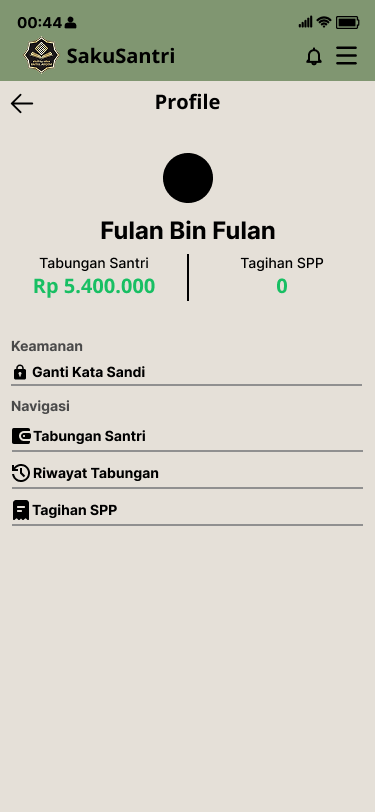 00:44
SakuSantri
Profile
Fulan Bin Fulan
Tabungan Santri
Rp 5.400.000
Tagihan SPP
0
Keamanan
Ganti Kata Sandi
Navigasi
Tabungan Santri
Riwayat Tabungan
Tagihan SPP